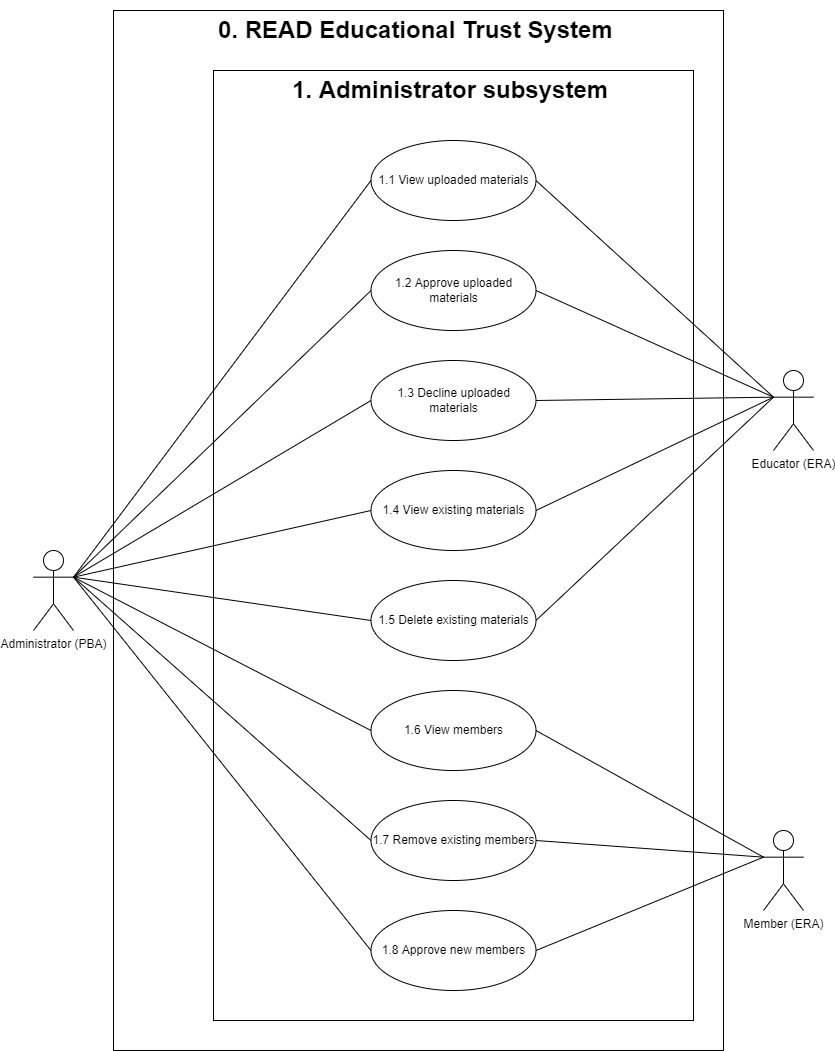 0. READ Educational Trust System
1. Administrator subsystem
1.1 View uploaded materials
1.2 Approve uploaded
materials
1.3 Decline uploaded
materials
Educator (ERA)
1.4 View existing materials
1.5 Delete existing materials
Administrator (PBA)
1.6 View members
1.7 Remove existing members
Member (ERA)
1.8 Approve new members